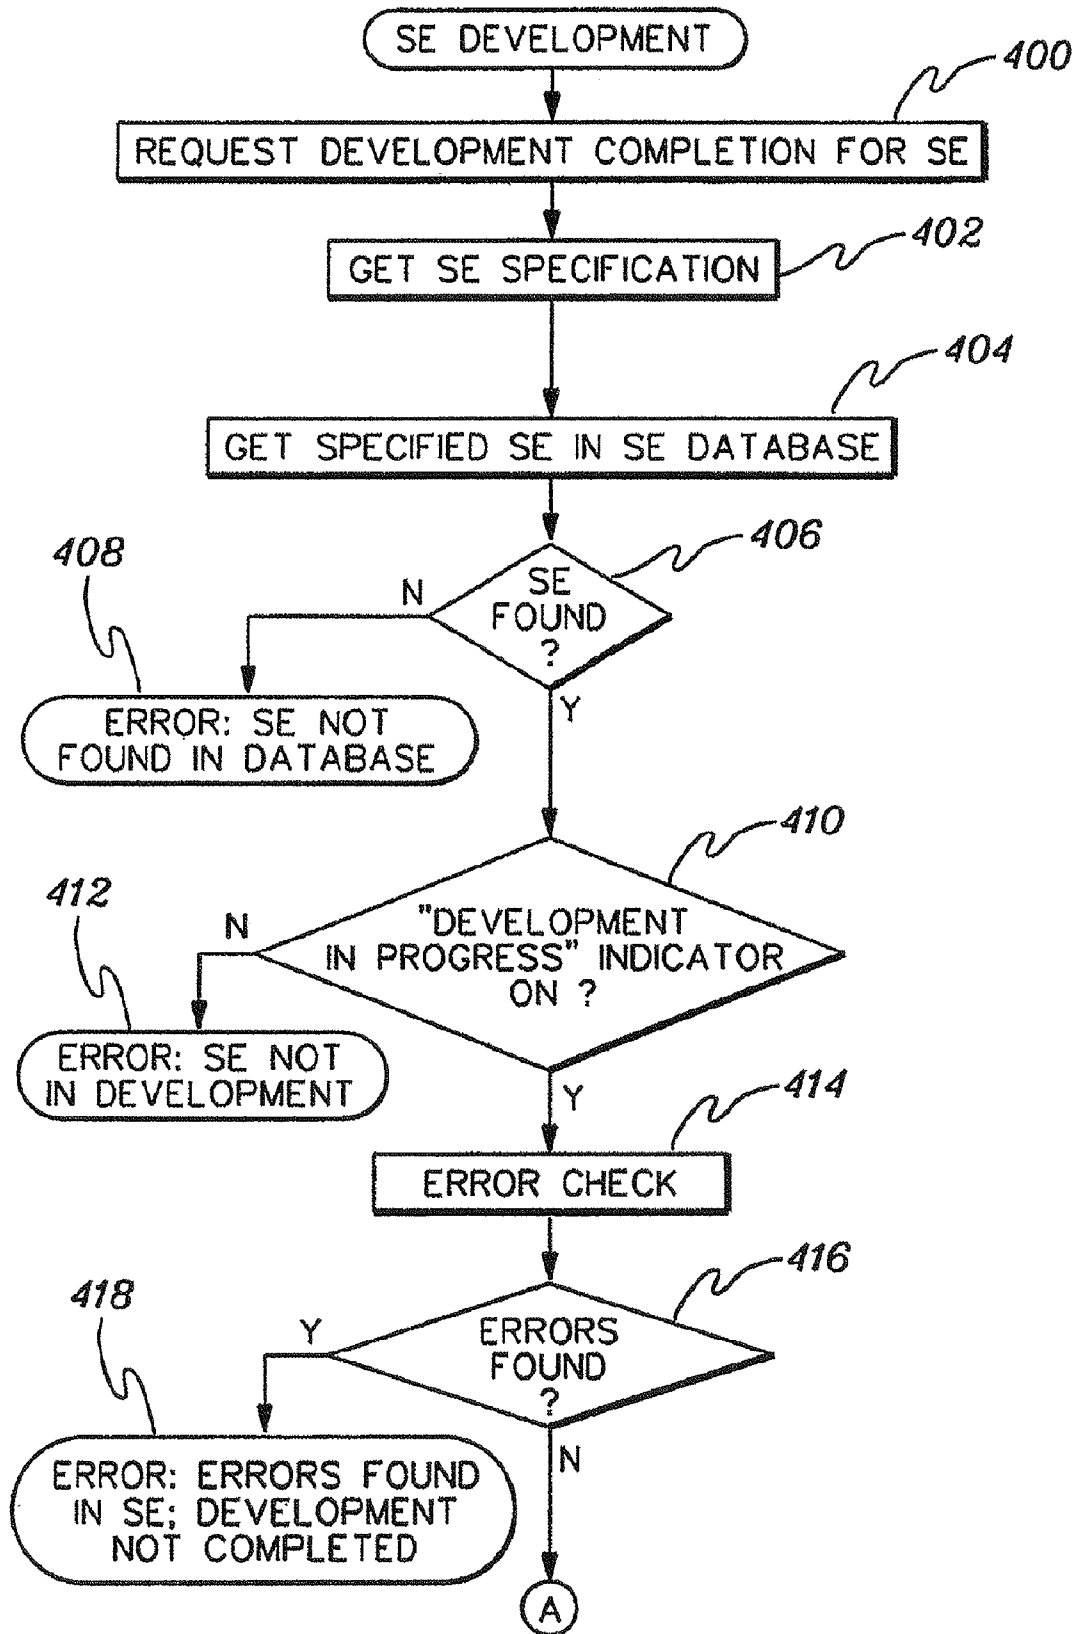 SE DEVELOPMENT
400
REQUEST DEVELOPMENT COMPLETION FOR SE
402
GET SE SPECIFICATION
404
GET SPECIFIED SE IN SE DATABASE
406
408
N
SE
FOUND
?
Y
ERROR: SE NOT
FOUND IN DATABASE
410
412
N
"DEVELOPMENT
IN PROGRESS" INDICATOR
ON ?
ERROR: SE NOT
IN DEVELOPMENT
Y
414
ERROR CHECK
416
418
Y
ERRORS
FOUND
?
N
ERROR: ERRORS FOUND
IN SE; DEVELOPMENT
NOT COMPLETED
A